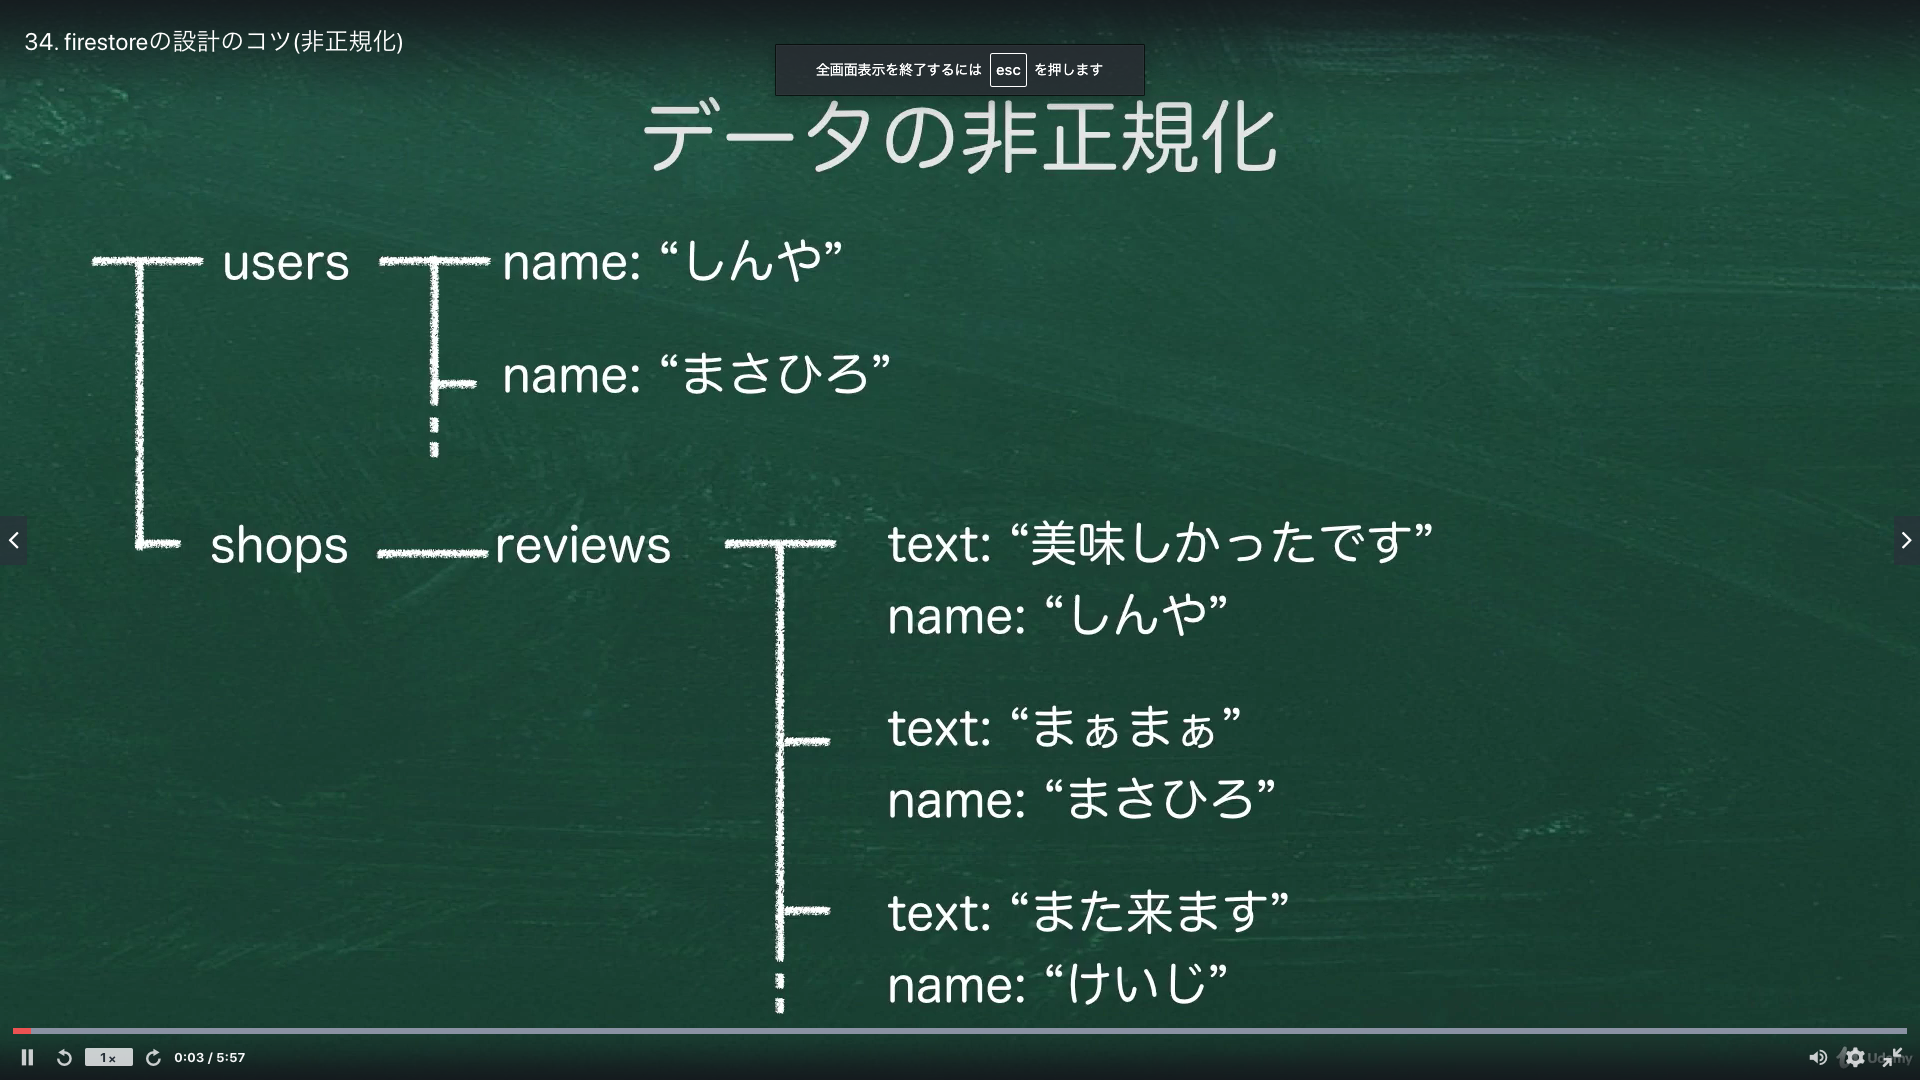 34. firestoreの設計のコツ(非正規化)
全画面表示を終了するには esc を押します
データの非正規化
users
name: “しんや”
name: “まさひろ”
shops
reviews
text: “美味しかったです”
name: “しんや”
text: “まぁまぁ”
name: “まさひろ”
text: “また来ます”
name: “けいじ”
1x
0:03 / 5:57
Udemy